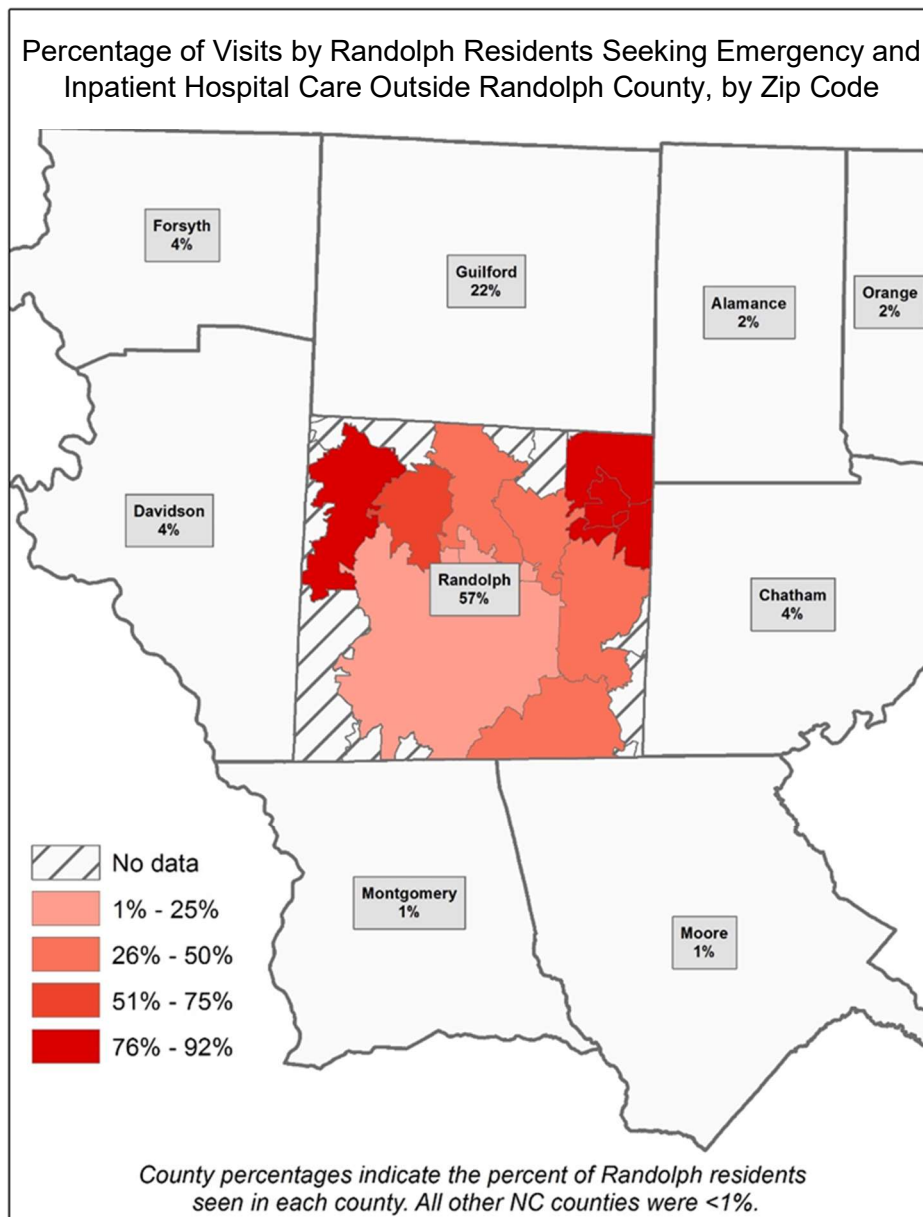 Percentage of Visits by Randolph Residents Seeking Emergency and
Inpatient Hospital Care Outside Randolph County, by Zip Code
Forsyth
4%
Guilford
22%
Alamance
2%
Orange
2%
Davidson
4%
Randolph
57%
Chatham
4%
Montgomery
1%
Moore
1%
No data
1% - 25%
26% - 50%
51% - 75%
76% - 92%
County percentages indicate the percent of Randolph residents
seen in each county. All other NC counties were <1%.